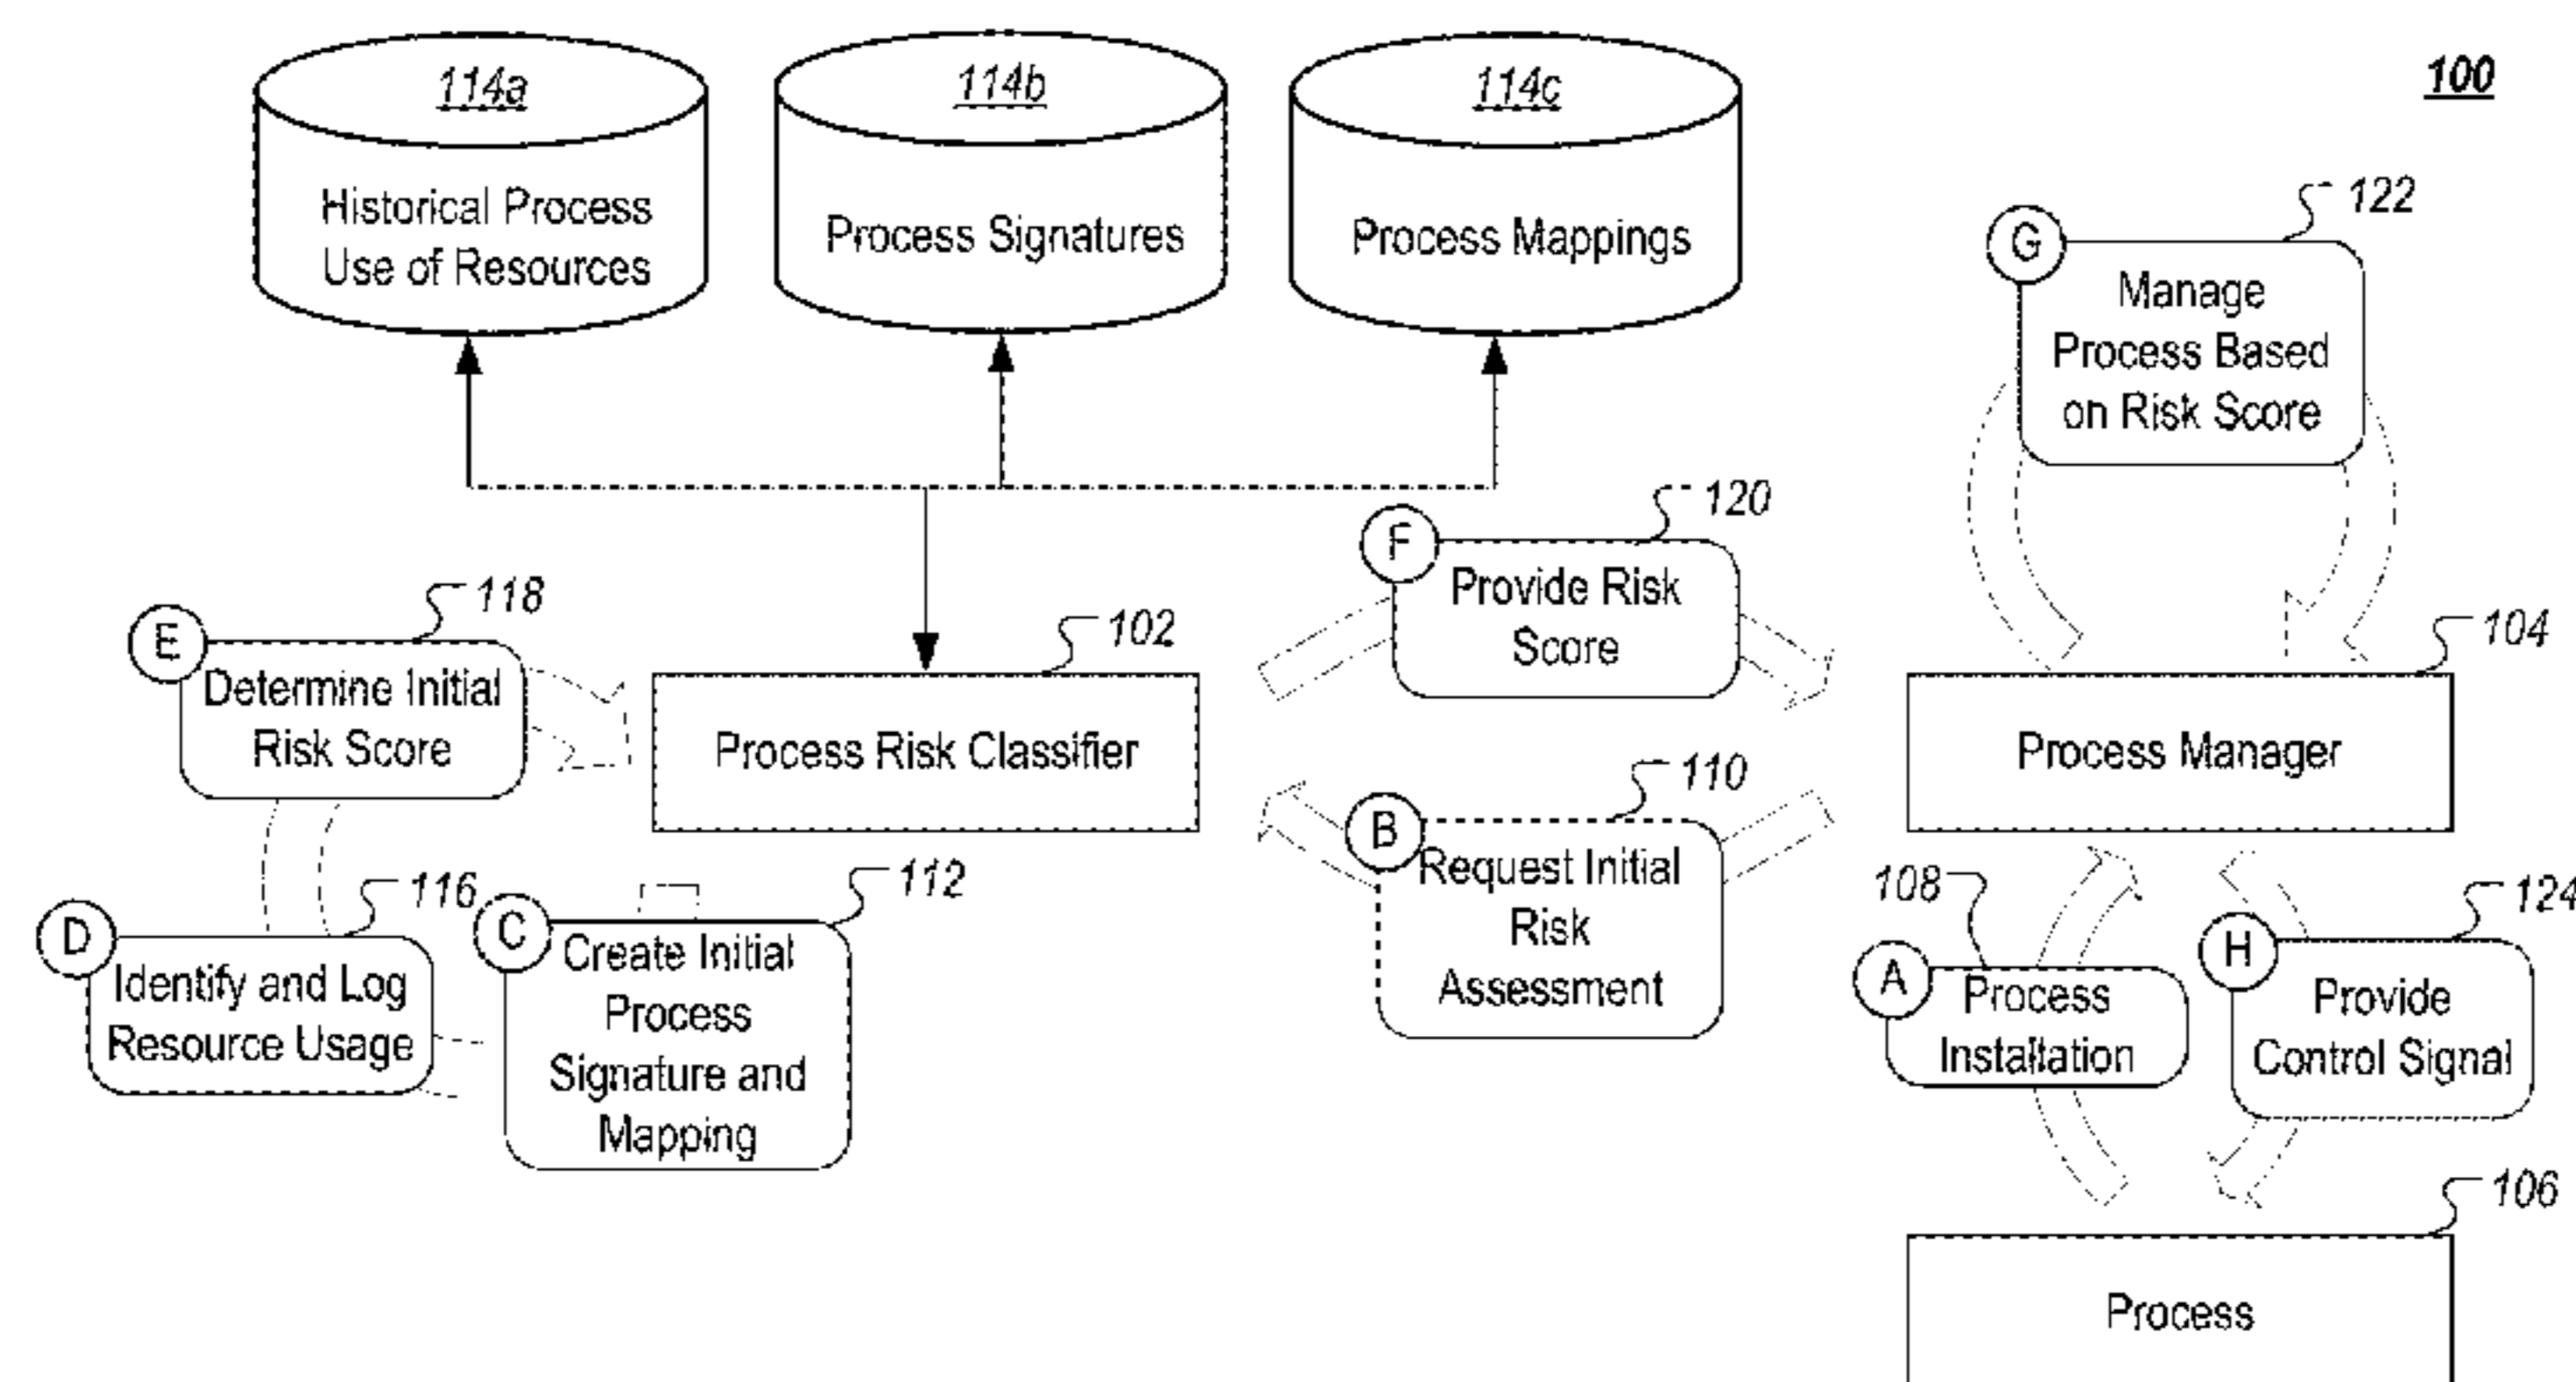 100
114a
Historical Process
Use of Resources
114b
Process Signatures
114c
Process Mappings
122
G
Manage
Process Based
on Risk Score
120
F
Provide Risk
Score
118
E
Determine Initial
Risk Score
102
Process Risk Classifier
104
Process Manager
110
B
Request Initial
Risk
Assessment
116
D
Identify and Log
Resource Usage
112
C
Create Initial
Process
Signature and
Mapping
108
A
Process
Installation
124
H
Provide
Control Signal
106
Process